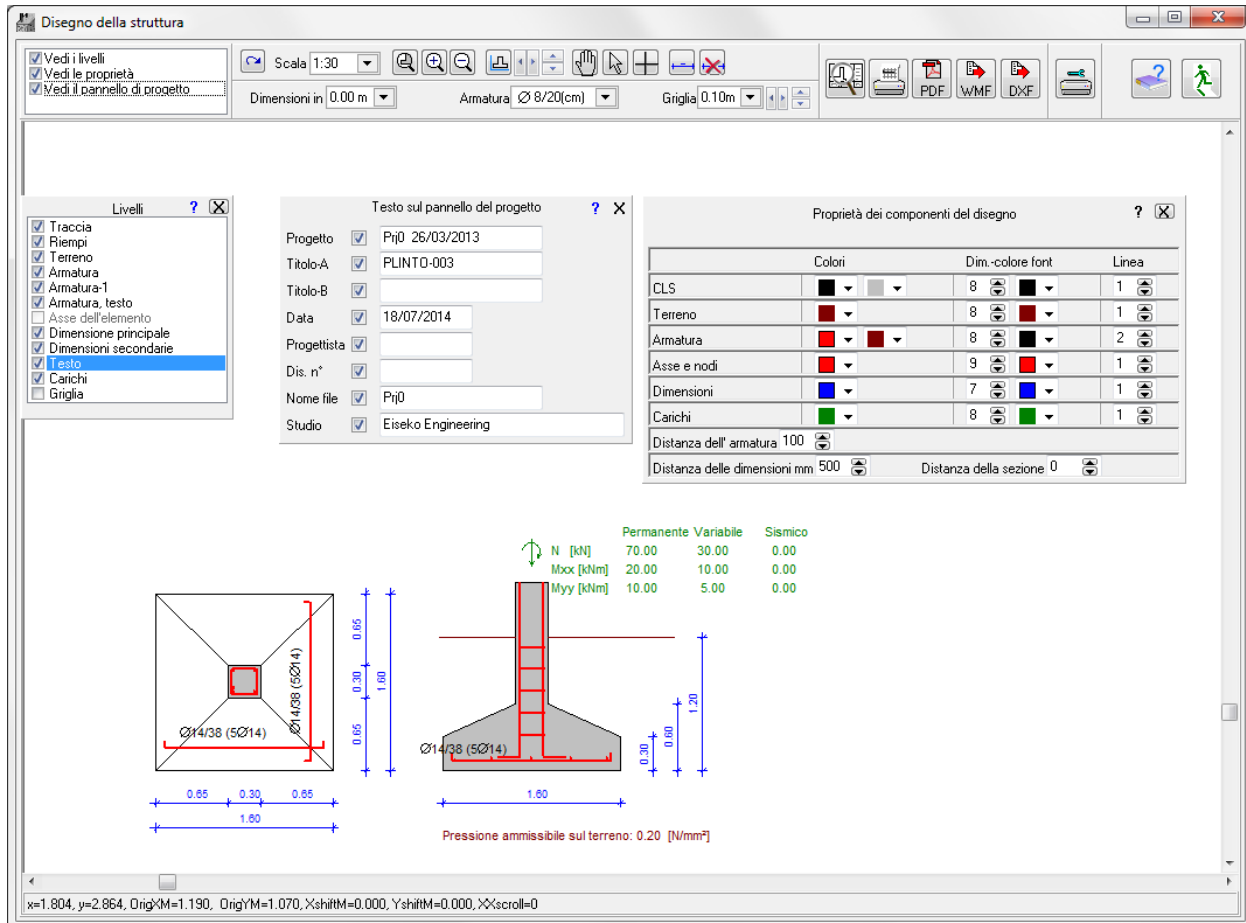 Disegno della struttura
Vedi i livelli
Vedi le proprietà
Vedi il pannello di progetto
Scala 1:30
Dimensioni in 0.00 m
Armatura Ø 8/20(cm)
Griglia 0.10m
PDF WMF DXF
Livelli ? X
Traccia
Riempi
Terreno
Armatura
Armatura-1
Armatura, testo
Asse dell'elemento
Dimensione principale
Dimensioni secondarie
Testo
Carichi
Griglia
Testo sul pannello del progetto ? X
Progetto Prj0 26/03/2013
Titolo-A PLINTO-003
Titolo-B
Data 18/07/2014
Progettista
Dis. n°
Nome file Prj0
Studio Eiseko Engineering
Proprietà dei componenti del disegno ? X
Colori Dim.-colore font Linea
CLS 8 1
Terreno 8 1
Armatura 8 2
Asse e nodi 9 1
Dimensioni 7 1
Carichi 8 1
Distanza dell' armatura 100
Distanza delle dimensioni mm 500 Distanza della sezione 0
Permanente Variabile Sismico
N [kN] 70.00 30.00 0.00
Mxx [kNm] 20.00 10.00 0.00
Myy [kNm] 10.00 5.00 0.00
Ø14/38 (5Ø14)
Ø14/38 (5Ø14)
0.65
0.30
0.65
1.60
0.65 0.30 0.65
1.60
Ø14/38 (5Ø14)
0.30
0.60
1.20
1.60
Pressione ammissibile sul terreno: 0.20 [N/mm²]
x=1.804, y=2.864, OrigXM=1.190, OrigYM=1.070, XshiftM=0.000, YshiftM=0.000, XXscroll=0